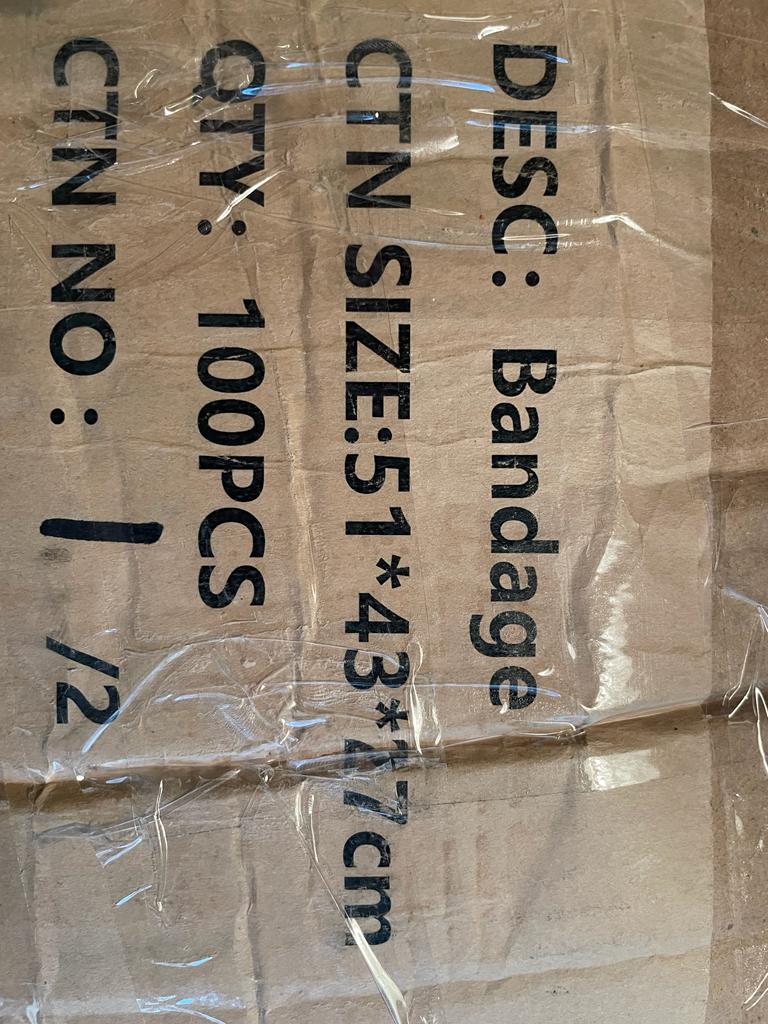 DESC: Bandage
CTN SIZE:51*43*27cm
QTY: 100PCS
CTN NO: 1 /2